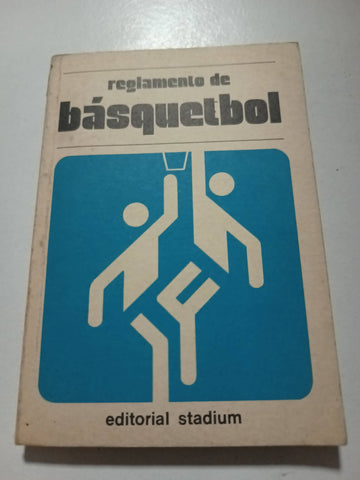 reglamento de
básquetbol
editorial stadium